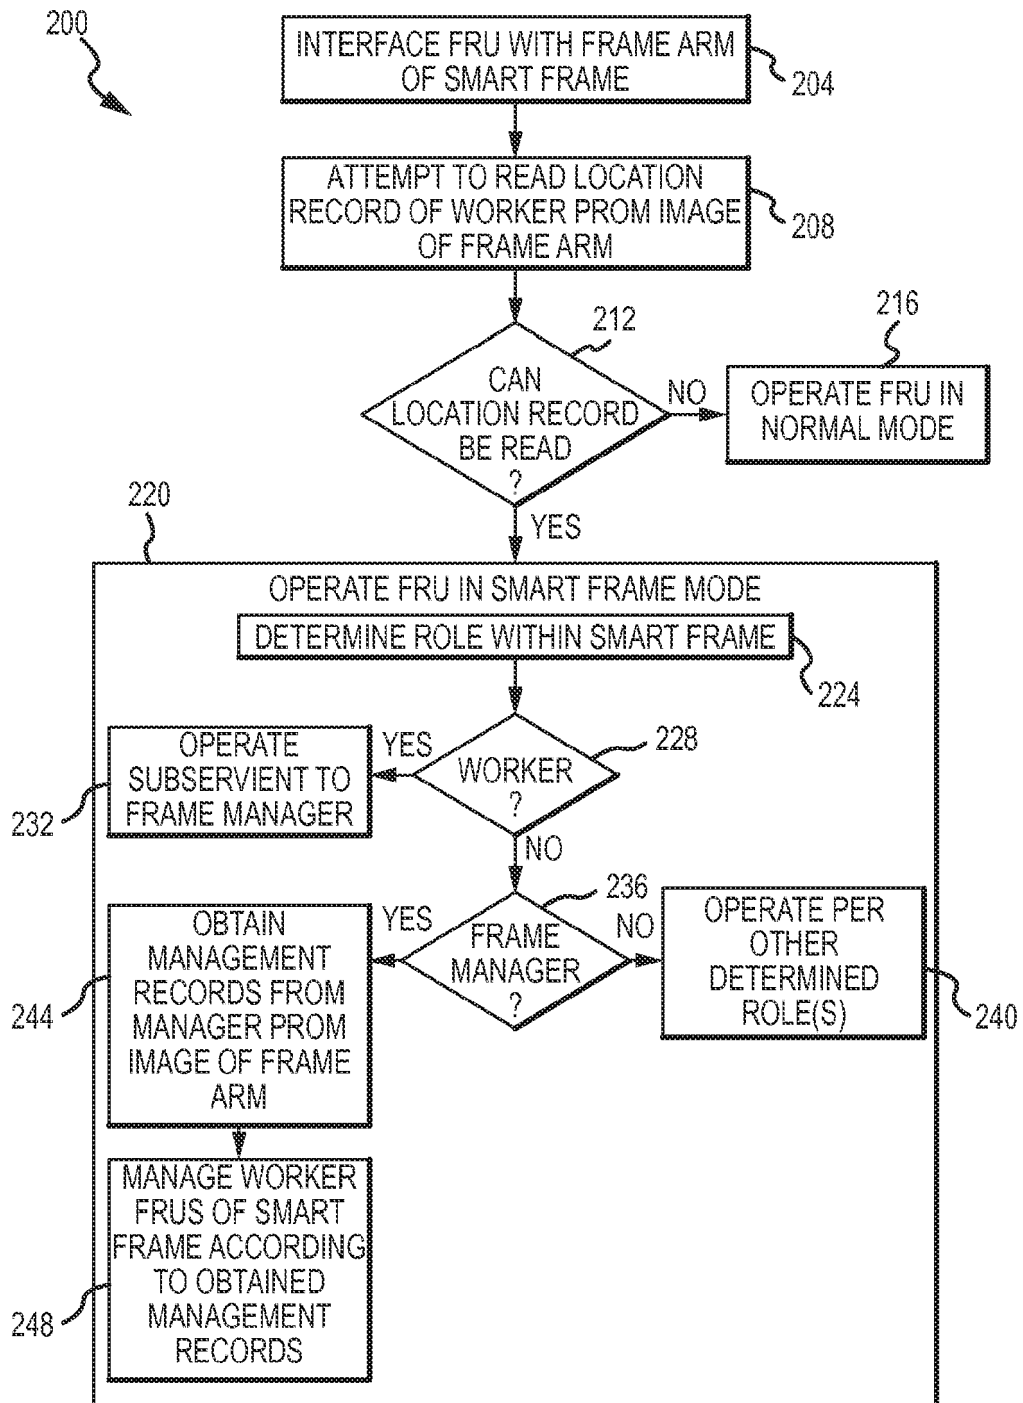 200
INTERFACE FRU WITH FRAME ARM
OF SMART FRAME
204
ATTEMPT TO READ LOCATION
RECORD OF WORKER PROM IMAGE
OF FRAME ARM
208
212
CAN
LOCATION RECORD
BE READ
?
NO
216
OPERATE FRU IN
NORMAL MODE
YES
220
OPERATE FRU IN SMART FRAME MODE
DETERMINE ROLE WITHIN SMART FRAME
224
228
WORKER
?
YES
OPERATE
SUBSERVIENT TO
FRAME MANAGER
232
NO
236
FRAME
MANAGER
?
NO
OPERATE PER
OTHER
DETERMINED
ROLE(S)
240
YES
OBTAIN
MANAGEMENT
RECORDS FROM
MANAGER PROM
IMAGE OF FRAME
ARM
244
MANAGE WORKER
FRUS OF SMART
FRAME ACCORDING
TO OBTAINED
MANAGEMENT
RECORDS
248